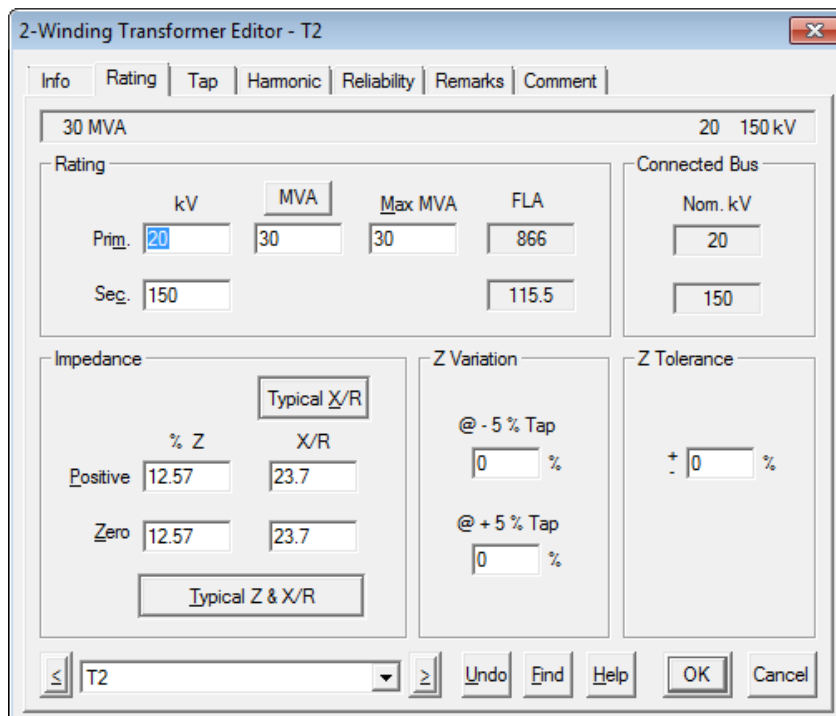 2-Winding Transformer Editor - T2
Info Rating Tap Harmonic Reliability Remarks Comment
30 MVA 20 150 kV
Rating
kV MVA Max MVA FLA
Prim. 20 30 30 866
Sec. 150 115.5
Connected Bus
Nom. kV
20
150
Impedance
Typical X/R
% Z X/R
Positive 12.57 23.7
Zero 12.57 23.7
Typical Z & X/R
Z Variation
@ - 5 % Tap
0 %
@ + 5 % Tap
0 %
Z Tolerance
+
- 0 %
< T2 > Undo Find Help OK Cancel